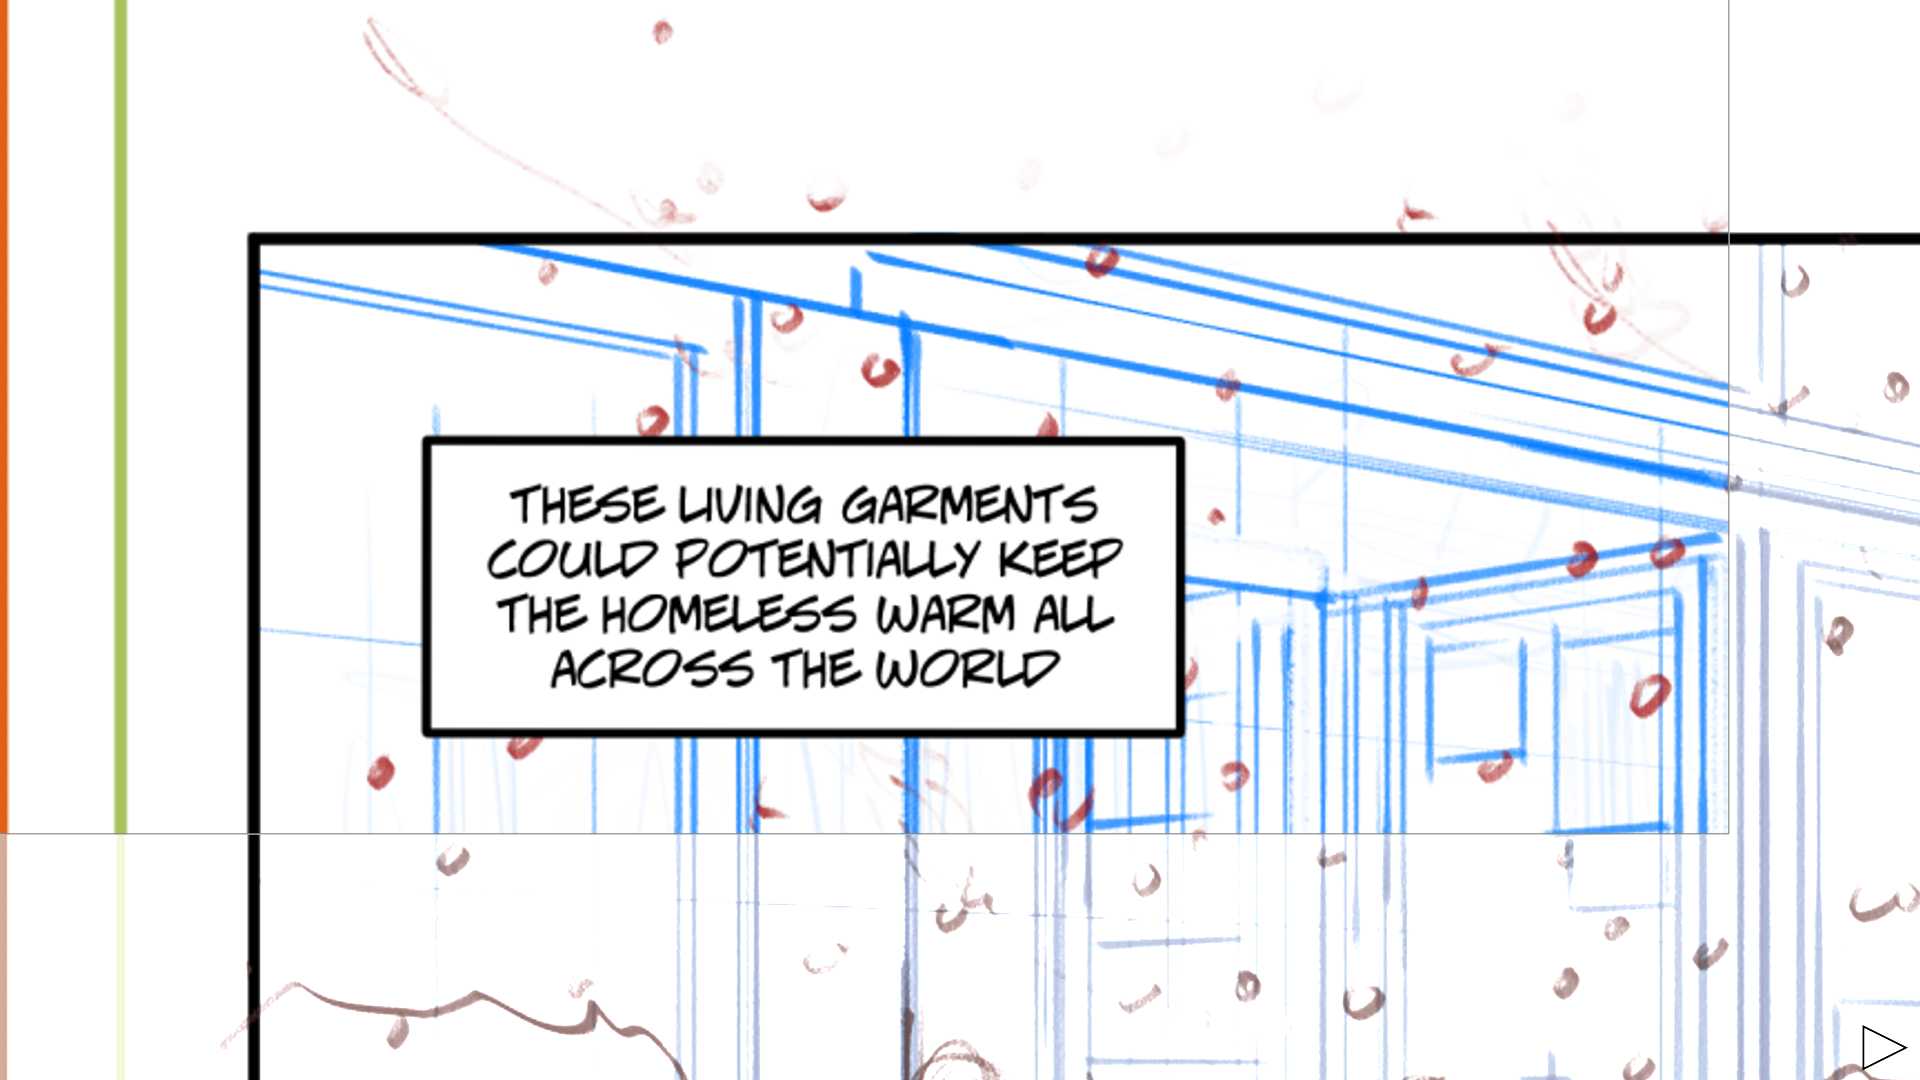 THESE LIVING GARMENTS
COULD POTENTIALLY KEEP
THE HOMELESS WARM ALL
ACROSS THE WORLD